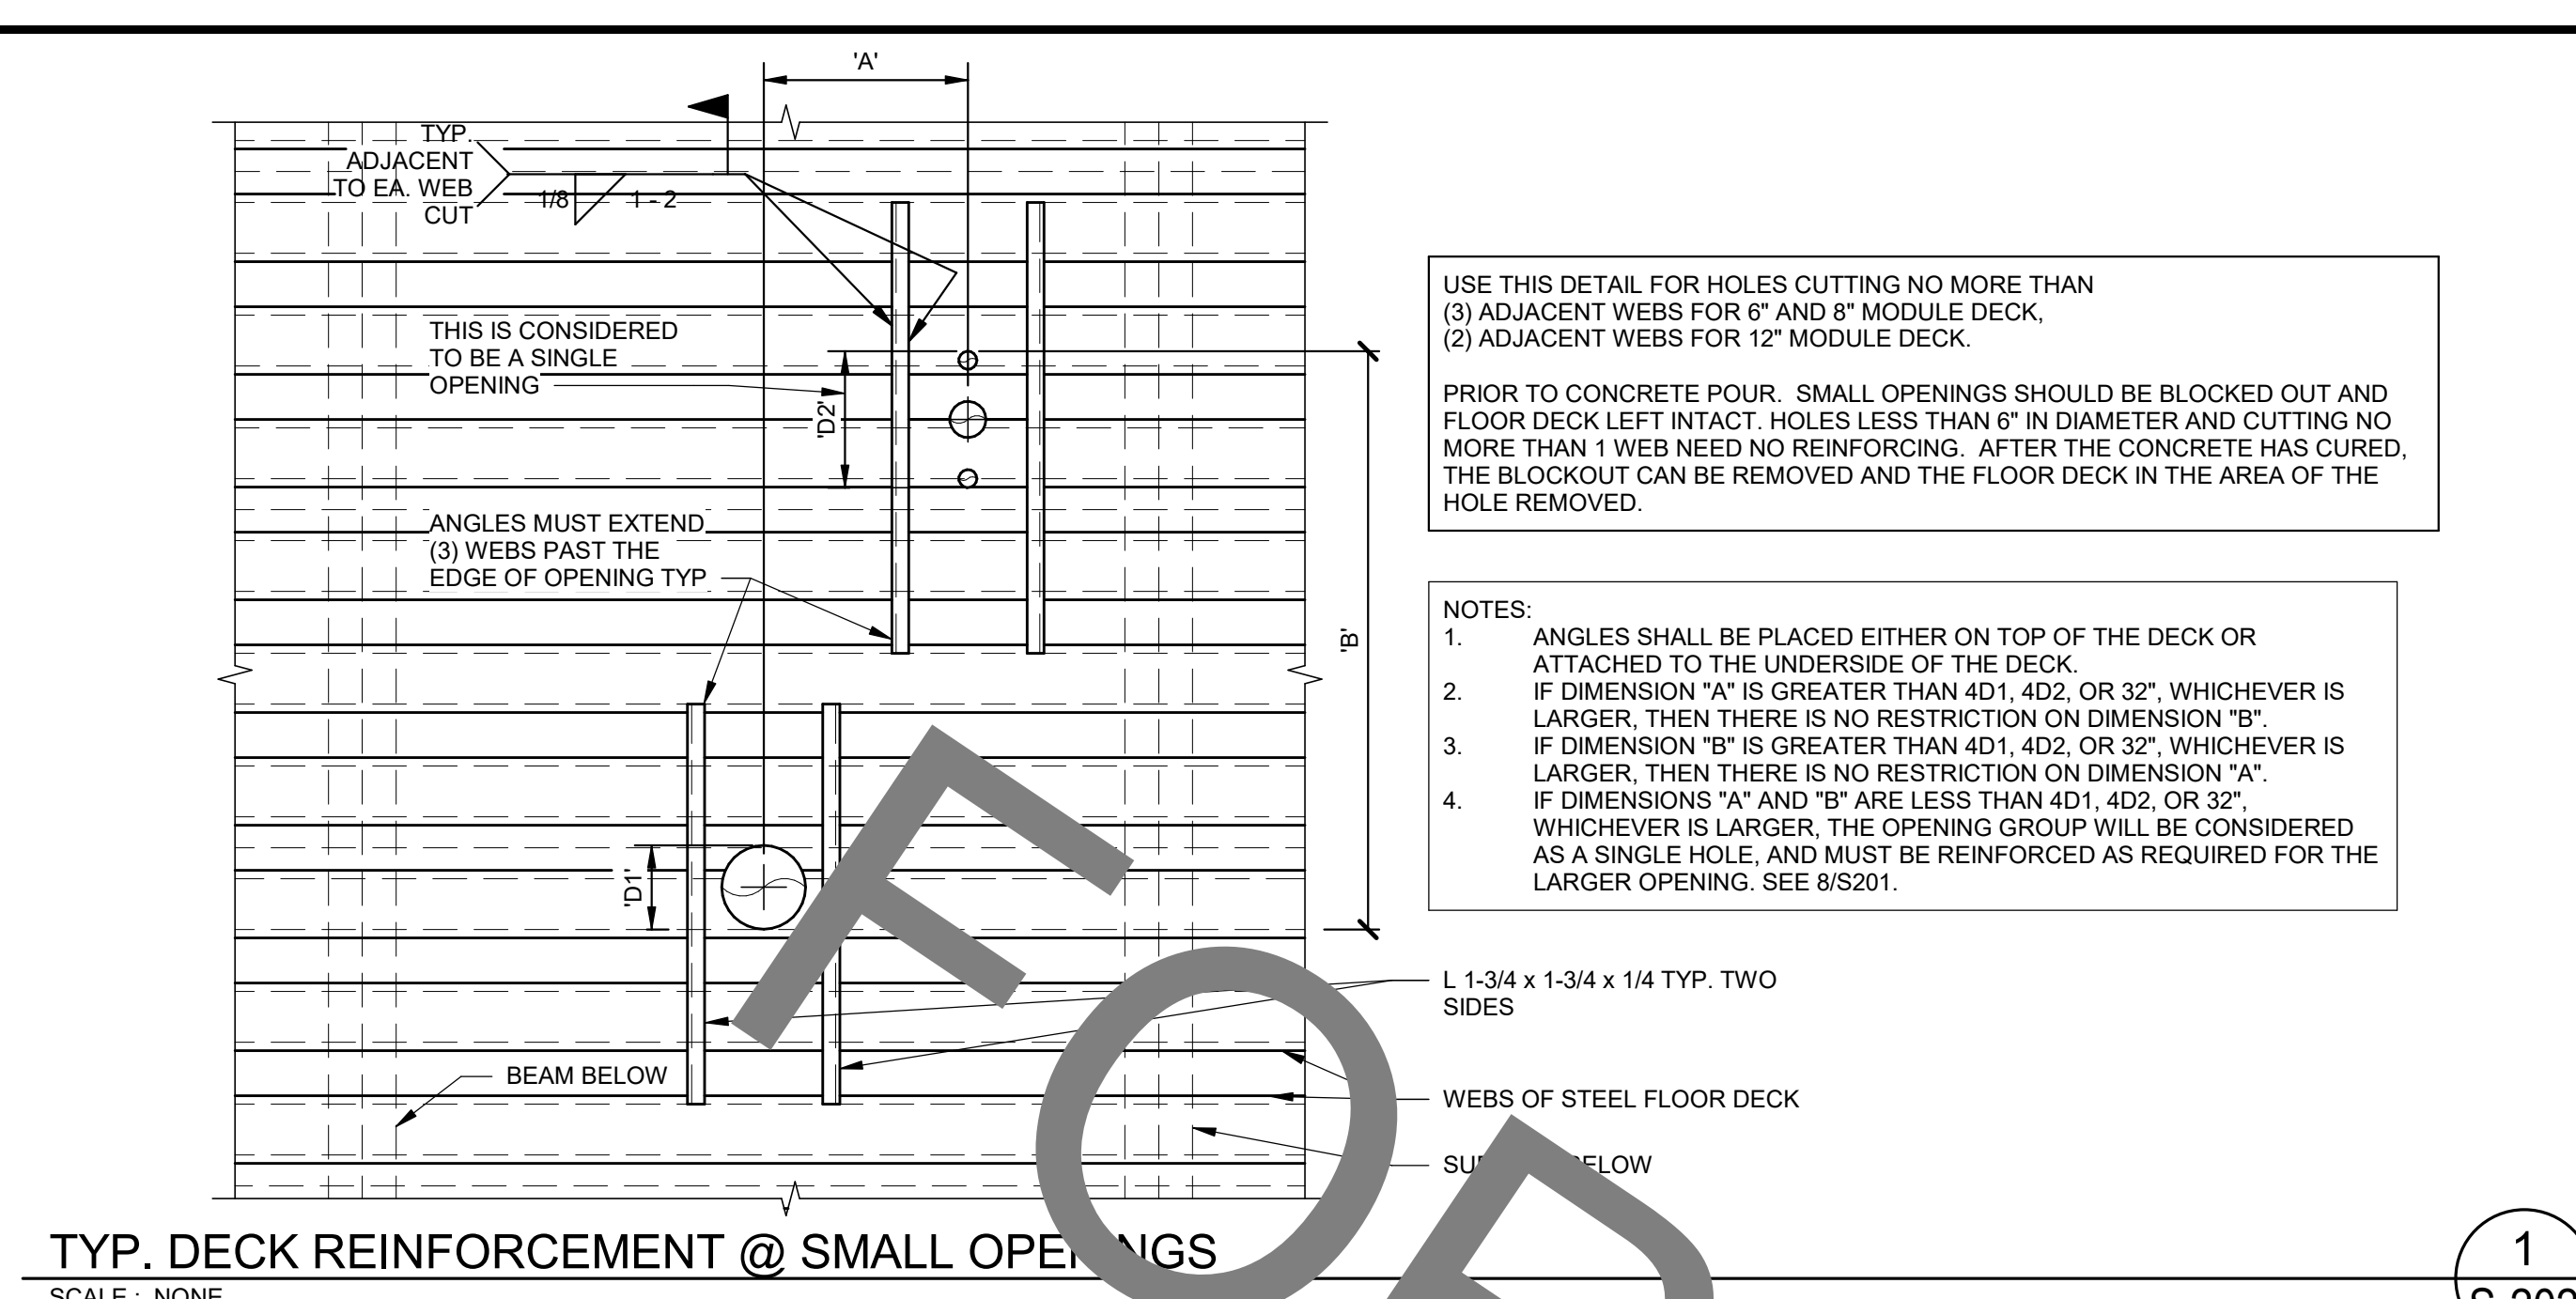 'A'
TYP.
ADJACENT
TO EA. WEB
CUT
1/8
1 - 2
THIS IS CONSIDERED
TO BE A SINGLE
OPENING
'D2'
ANGLES MUST EXTEND
(3) WEBS PAST THE
EDGE OF OPENING TYP
'B'
'D1'
BEAM BELOW
USE THIS DETAIL FOR HOLES CUTTING NO MORE THAN
(3) ADJACENT WEBS FOR 6" AND 8" MODULE DECK,
(2) ADJACENT WEBS FOR 12" MODULE DECK.
PRIOR TO CONCRETE POUR. SMALL OPENINGS SHOULD BE BLOCKED OUT AND
FLOOR DECK LEFT INTACT. HOLES LESS THAN 6" IN DIAMETER AND CUTTING NO
MORE THAN 1 WEB NEED NO REINFORCING. AFTER THE CONCRETE HAS CURED,
THE BLOCKOUT CAN BE REMOVED AND THE FLOOR DECK IN THE AREA OF THE
HOLE REMOVED.
NOTES:
1. ANGLES SHALL BE PLACED EITHER ON TOP OF THE DECK OR
ATTACHED TO THE UNDERSIDE OF THE DECK.
2. IF DIMENSION "A" IS GREATER THAN 4D1, 4D2, OR 32", WHICHEVER IS
LARGER, THEN THERE IS NO RESTRICTION ON DIMENSION "B".
3. IF DIMENSION "B" IS GREATER THAN 4D1, 4D2, OR 32", WHICHEVER IS
LARGER, THEN THERE IS NO RESTRICTION ON DIMENSION "A".
4. IF DIMENSIONS "A" AND "B" ARE LESS THAN 4D1, 4D2, OR 32",
WHICHEVER IS LARGER, THE OPENING GROUP WILL BE CONSIDERED
AS A SINGLE HOLE, AND MUST BE REINFORCED AS REQUIRED FOR THE
LARGER OPENING. SEE 8/S201.
L 1-3/4 x 1-3/4 x 1/4 TYP. TWO
SIDES
WEBS OF STEEL FLOOR DECK
BELOW
TYP. DECK REINFORCEMENT @ SMALL OPENINGS
SCALE : NONE
1
FO